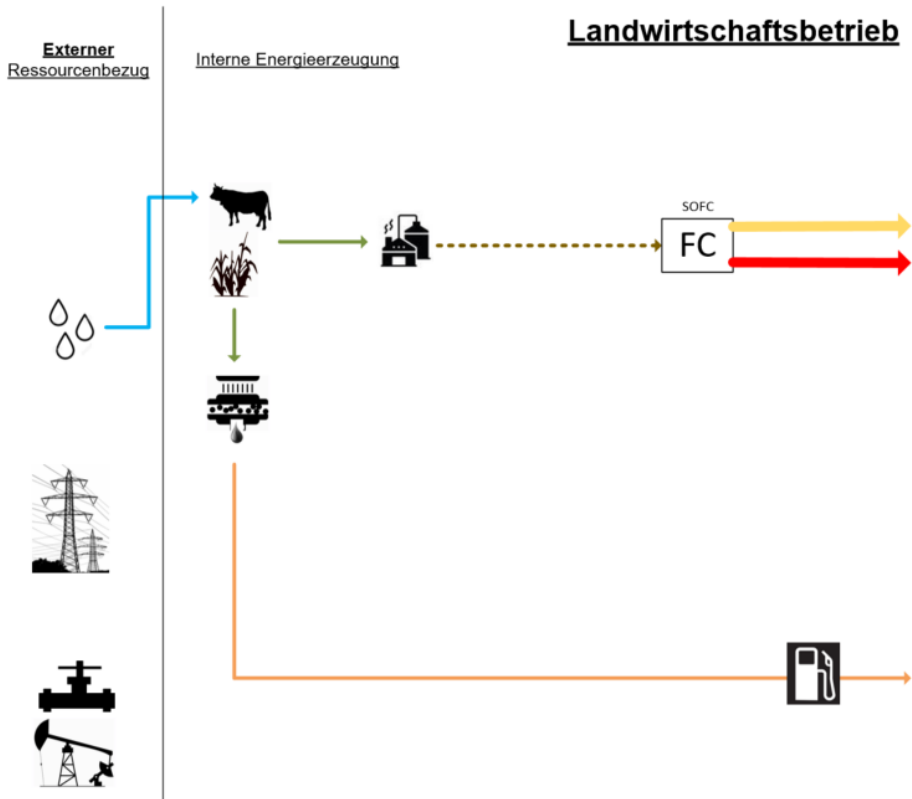 Landwirtschaftsbetrieb
Externer
Ressourcenbezug
Interne Energieerzeugung
SOFC
FC